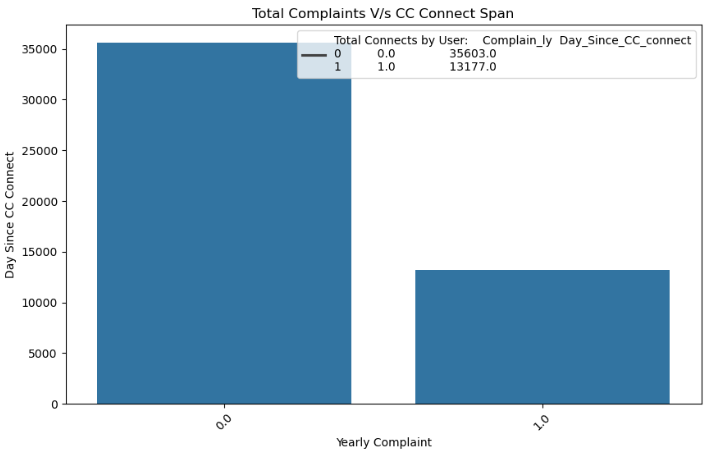 Total Complaints V/s CC Connect Span
Total Connects by User: Complain_ly Day_Since_CC_connect
0 0.0 35603.0
1 1.0 13177.0
35000
30000
25000
20000
15000
10000
5000
0
Day Since CC Connect
0.0
1.0
Yearly Complaint